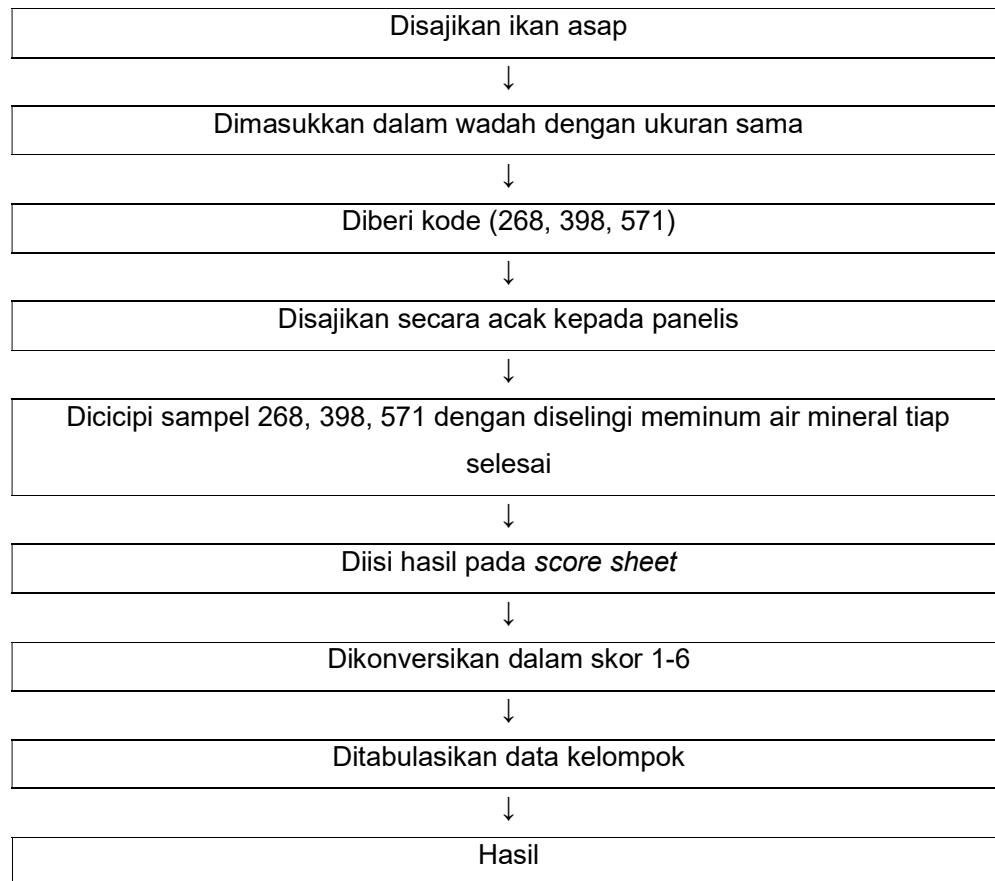 Disajikan ikan asap
↓
Dimasukkan dalam wadah dengan ukuran sama
↓
Diberi kode (268, 398, 571)
↓
Disajikan secara acak kepada panelis
↓
Dicicipi sampel 268, 398, 571 dengan diselingi meminum air mineral tiap
selesai
↓
Diisi hasil pada score sheet
↓
Dikonversikan dalam skor 1-6
↓
Ditabulasikan data kelompok
↓
Hasil